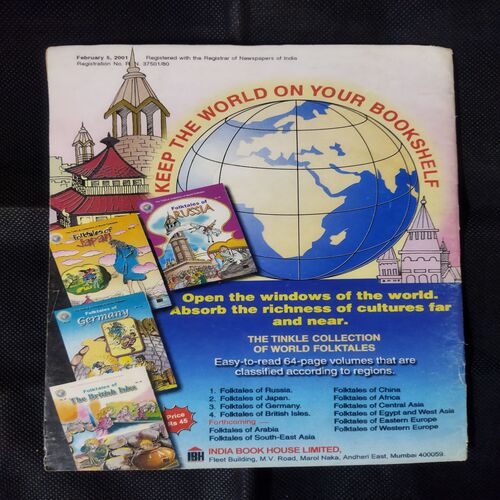 February 5, 2001 Registered with the Registrar of Newspapers of India
Registration No. R. N. 37501/80
KEEP THE WORLD ON YOUR BOOKSHELF
Folktales of
RUSSIA
Folktales of
Japan
Folktales of
Germany
Folktales of
The British Isles
Price
Rs 45
Open the windows of the world.
Absorb the richness of cultures far
and near.
THE TINKLE COLLECTION
OF WORLD FOLKTALES
Easy-to-read 64-page volumes that are
classified according to regions.
1. Folktales of Russia.
2. Folktales of Japan.
3. Folktales of Germany.
4. Folktales of British Isles.
Forthcoming —
Folktales of Arabia
Folktales of South-East Asia
Folktales of China
Folktales of Africa
Folktales of Central Asia
Folktales of Egypt and West Asia
Folktales of Eastern Europe
Folktales of Western Europe
IBH
INDIA BOOK HOUSE LIMITED,
Fleet Building, M.V. Road, Marol Naka, Andheri East, Mumbai 400059.